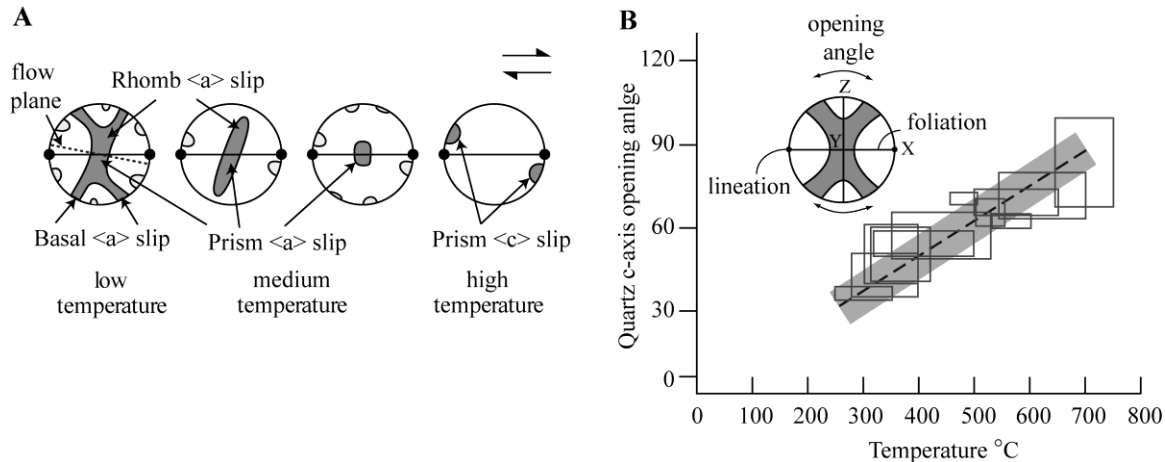 A
flow
plane
Rhomb <a> slip
Basal <a> slip
Prism <a> slip
Prism <c> slip
low
temperature
medium
temperature
high
temperature
B
opening
angle
Z
Y
X
foliation
lineation
Quartz c-axis opening anlge
120
90
60
30
0
0 100 200 300 400 500 600 700 800
Temperature °C